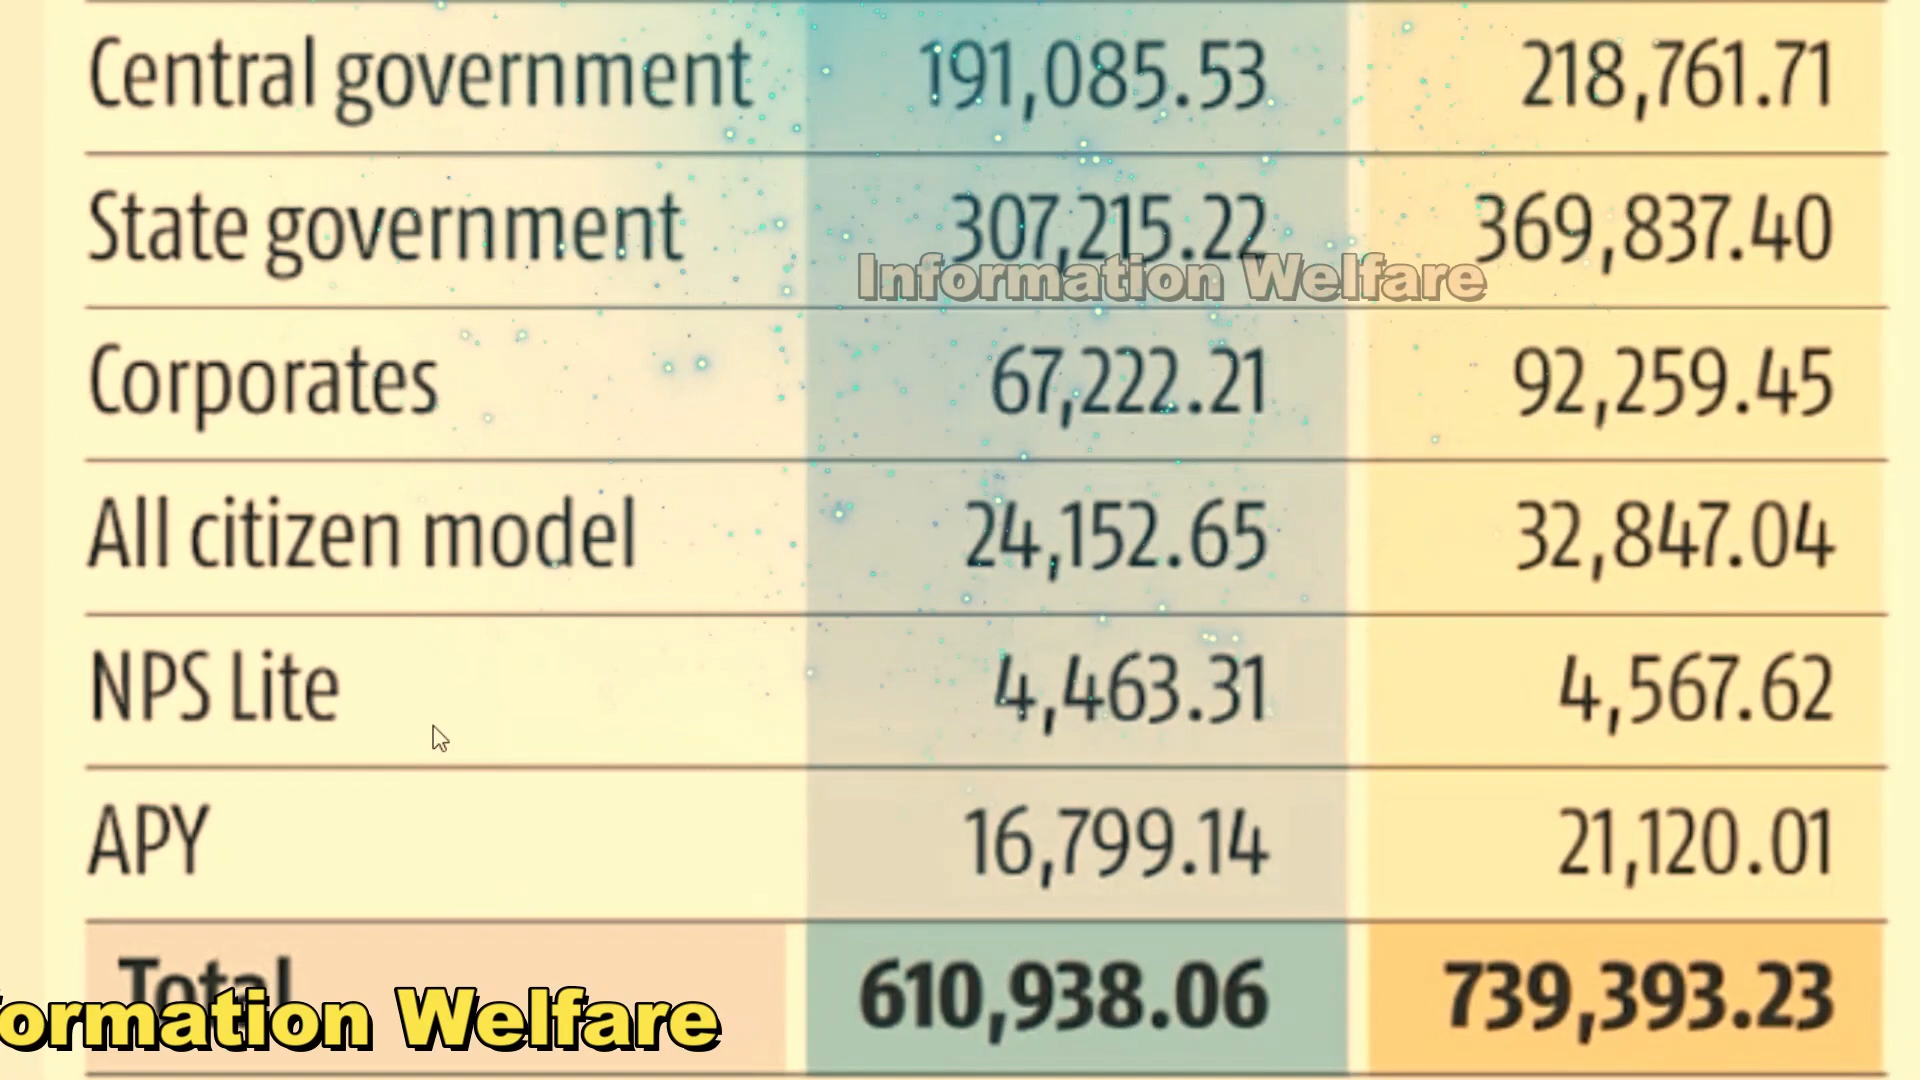 Central government 191,085.53 218,761.71
State government 307,215.22 369,837.40
Information Welfare
Corporates 67,222.21 92,259.45
All citizen model 24,152.65 32,847.04
NPS Lite 4,463.31 4,567.62
APY 16,799.14 21,120.01
Total 610,938.06 739,393.23
formation Welfare